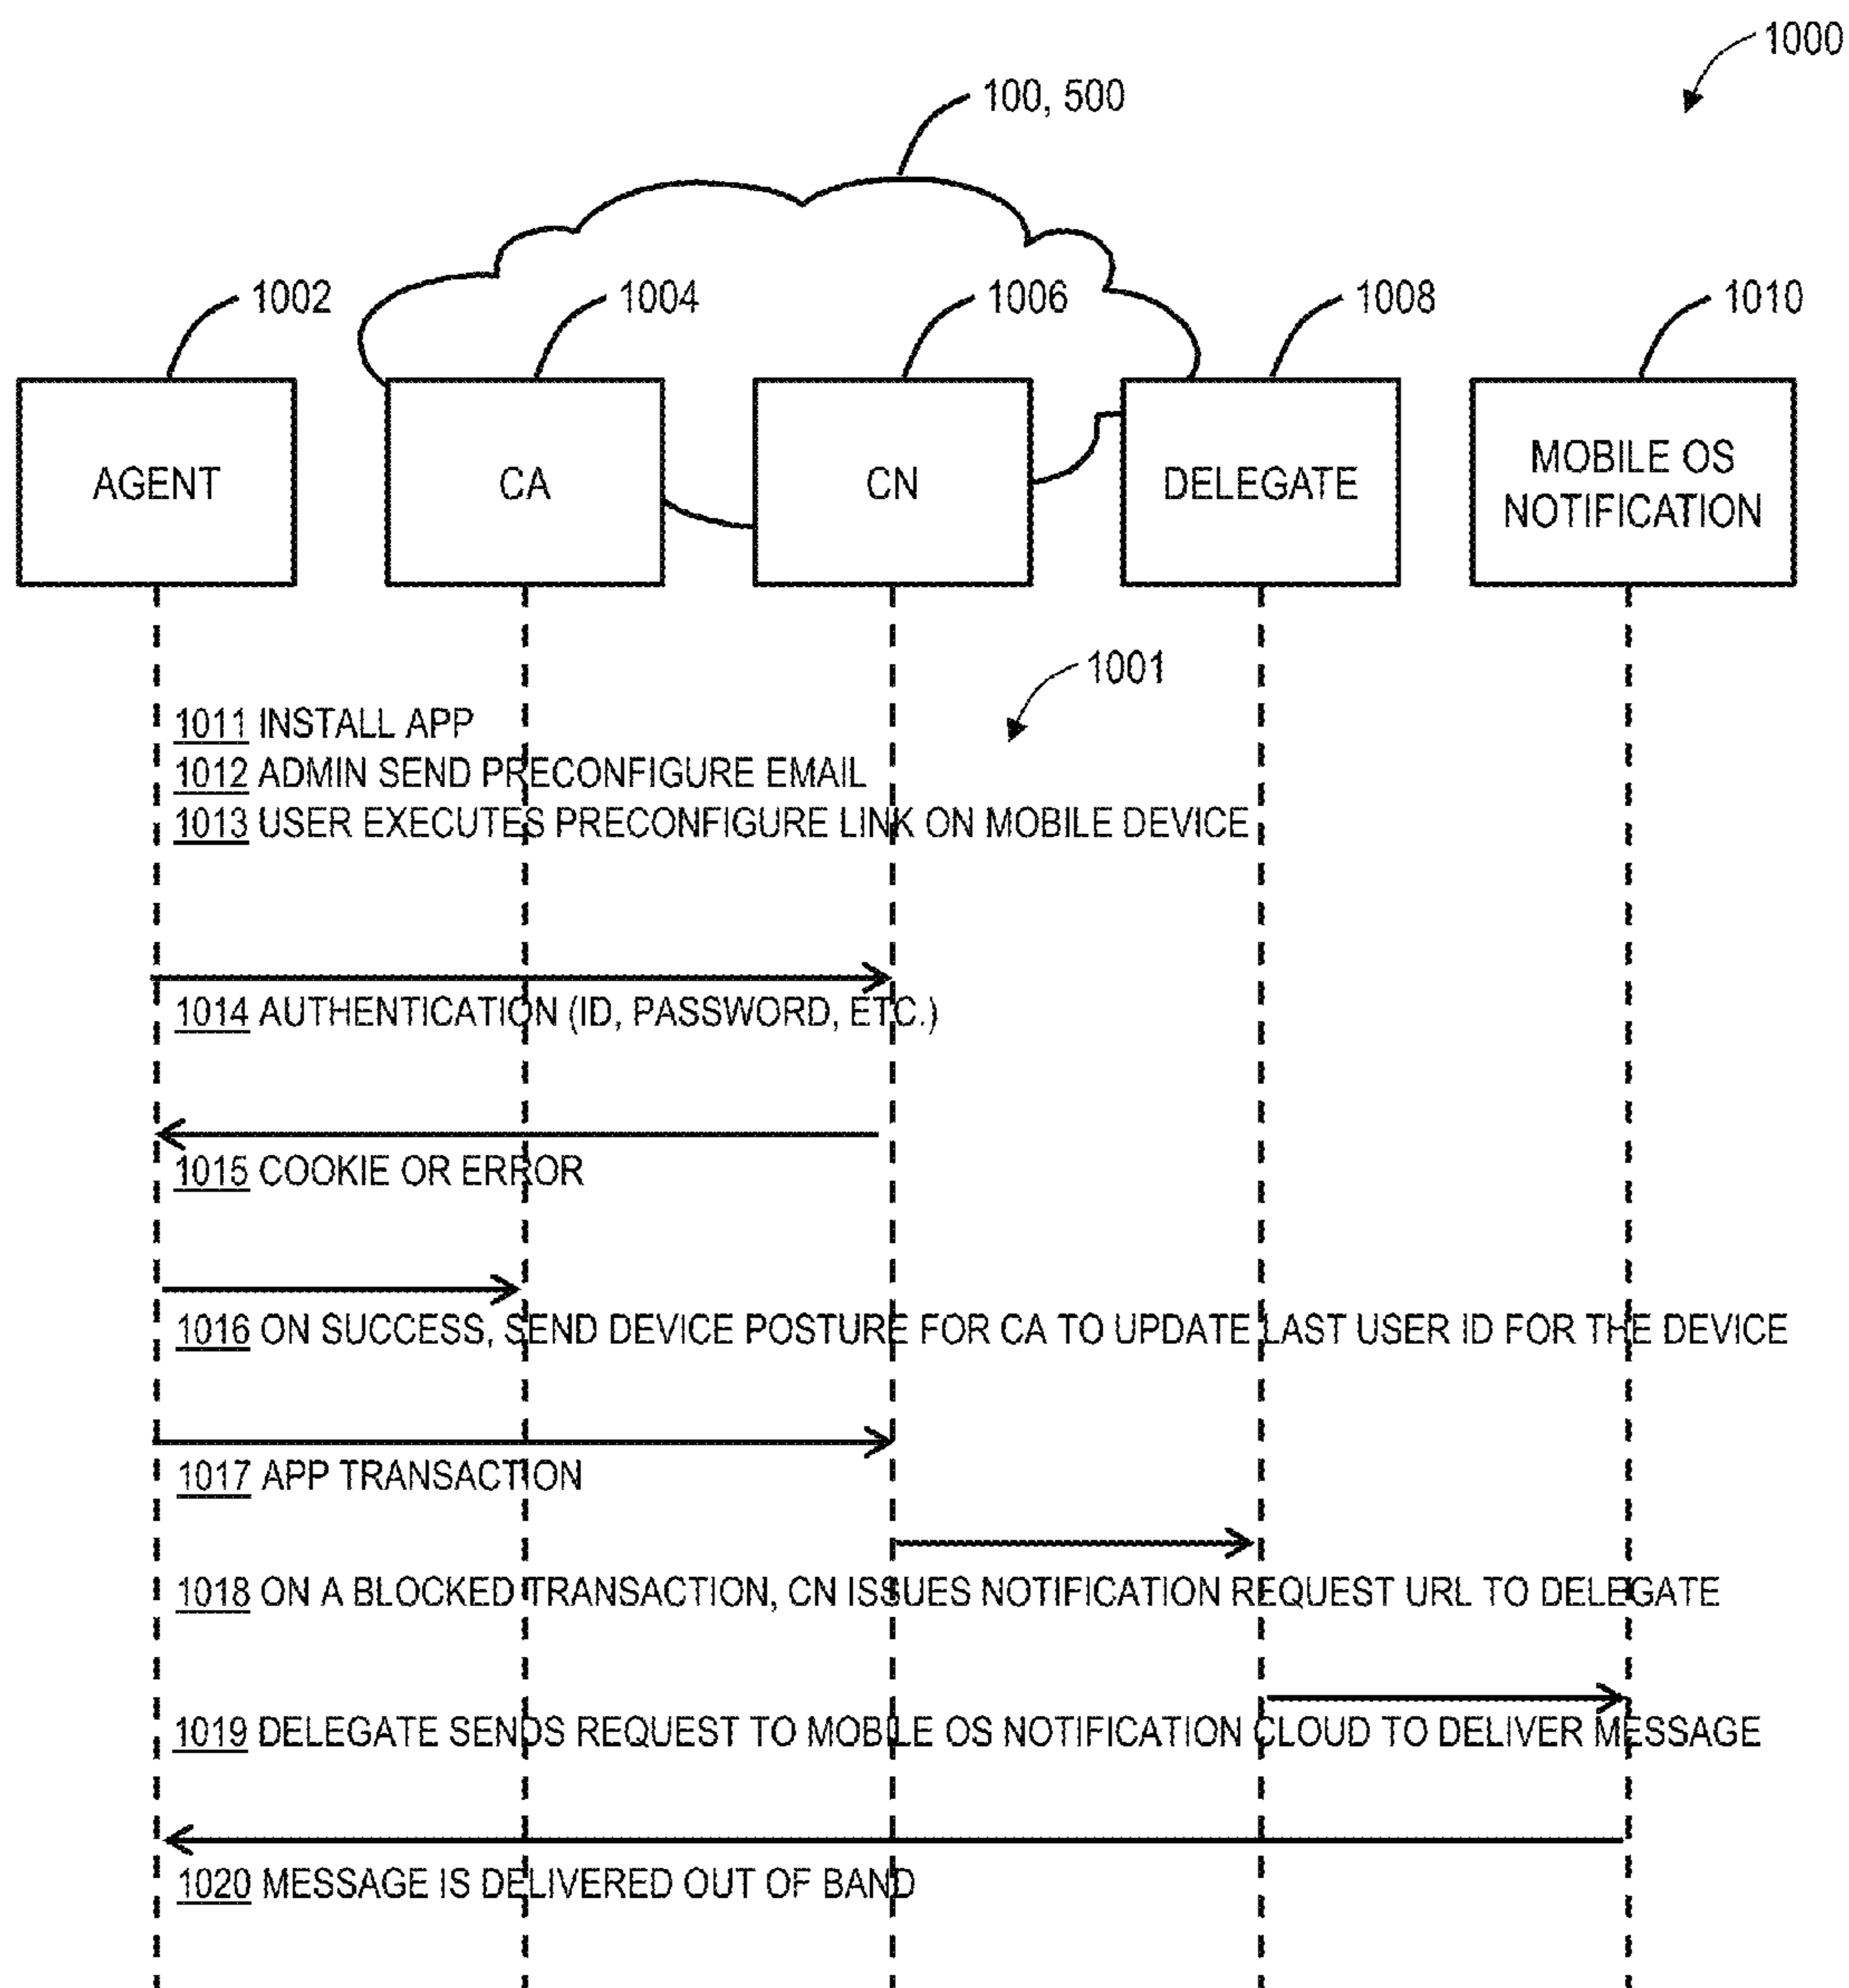 1000
100, 500
1002
1004
1006
1008
1010
AGENT
CA
CN
DELEGATE
MOBILE OS
NOTIFICATION
1001
1011 INSTALL APP
1012 ADMIN SEND PRECONFIGURE EMAIL
1013 USER EXECUTES PRECONFIGURE LINK ON MOBILE DEVICE
1014 AUTHENTICATION (ID, PASSWORD, ETC.)
1015 COOKIE OR ERROR
1016 ON SUCCESS, SEND DEVICE POSTURE FOR CA TO UPDATE LAST USER ID FOR THE DEVICE
1017 APP TRANSACTION
1018 ON A BLOCKED TRANSACTION, CN ISSUES NOTIFICATION REQUEST URL TO DELEGATE
1019 DELEGATE SENDS REQUEST TO MOBILE OS NOTIFICATION CLOUD TO DELIVER MESSAGE
1020 MESSAGE IS DELIVERED OUT OF BAND